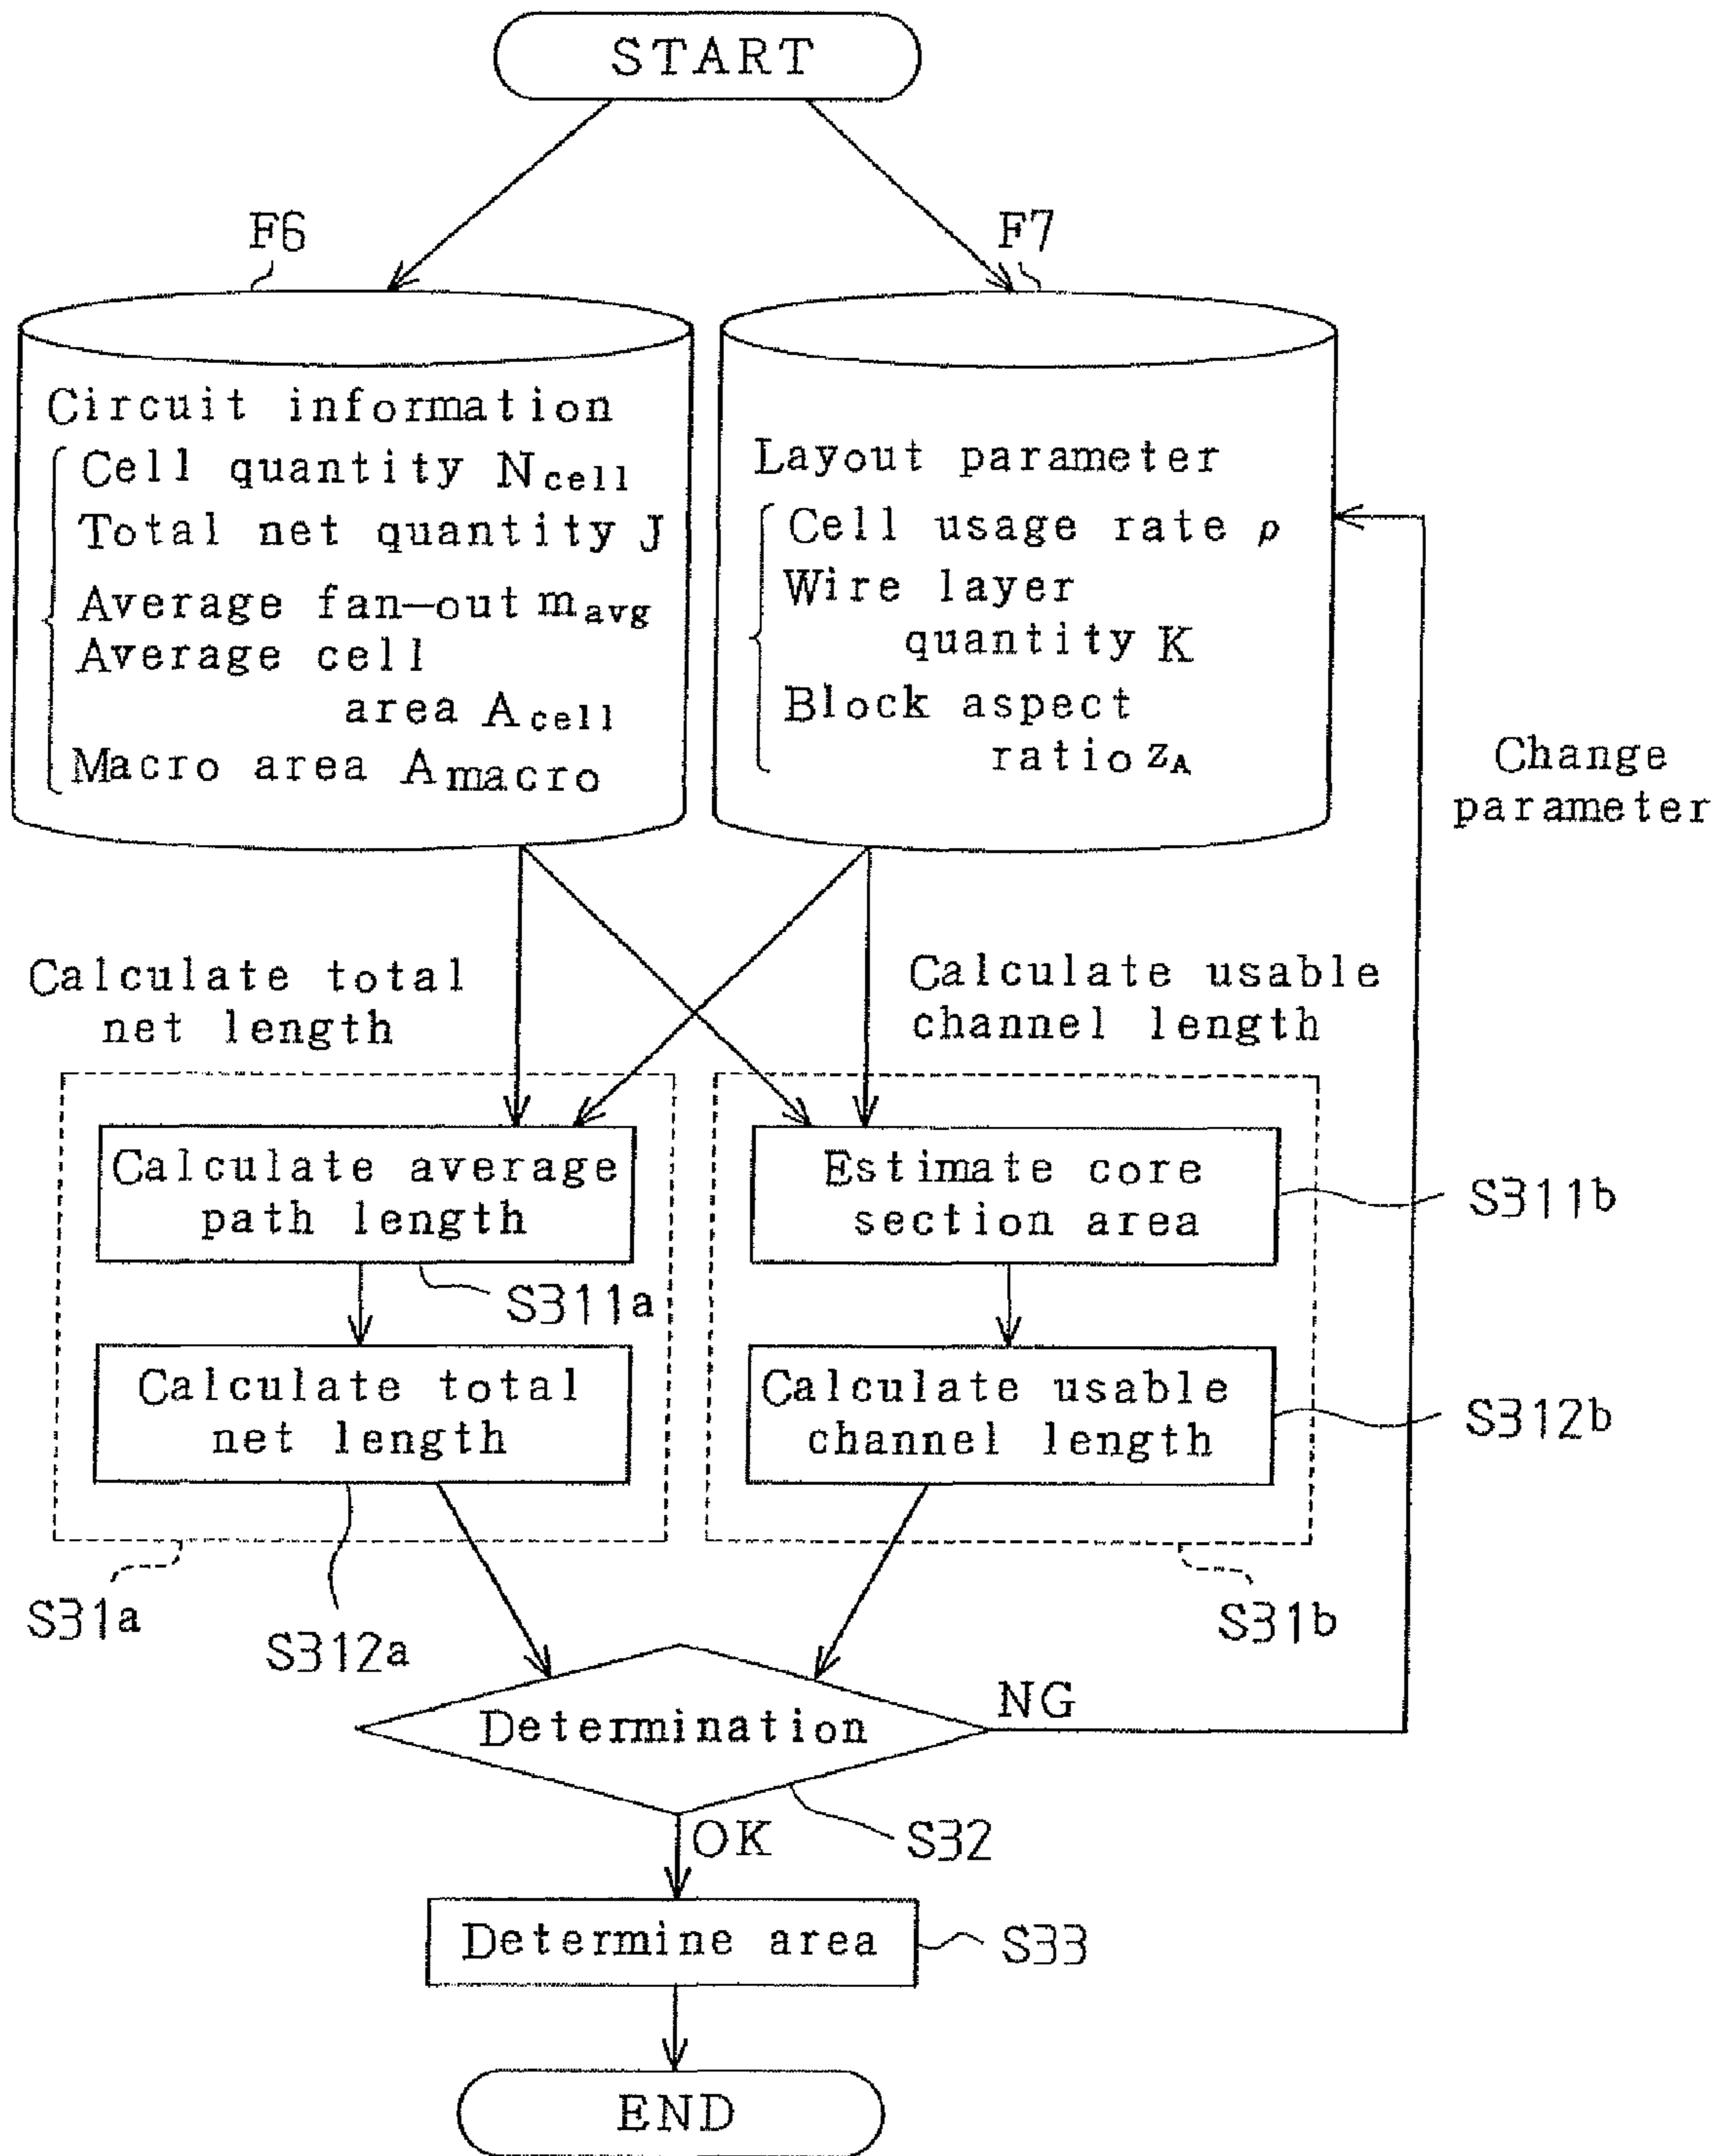 START
F6
F7
Circuit information
Cell quantity Ncell
Total net quantity J
Average fan-out mavg
Average cell
area Acell
Macro area Amacro
Layout parameter
Cell usage rate ρ
Wire layer
quantity K
Block aspect
ratio zA
Change
parameter
Calculate total
net length
Calculate usable
channel length
Calculate average
path length
S311a
Estimate core
section area
S311b
Calculate total
net length
Calculate usable
channel length
S312b
S31a
S312a
S31b
Determination
NG
S32
OK
Determine area
S33
END